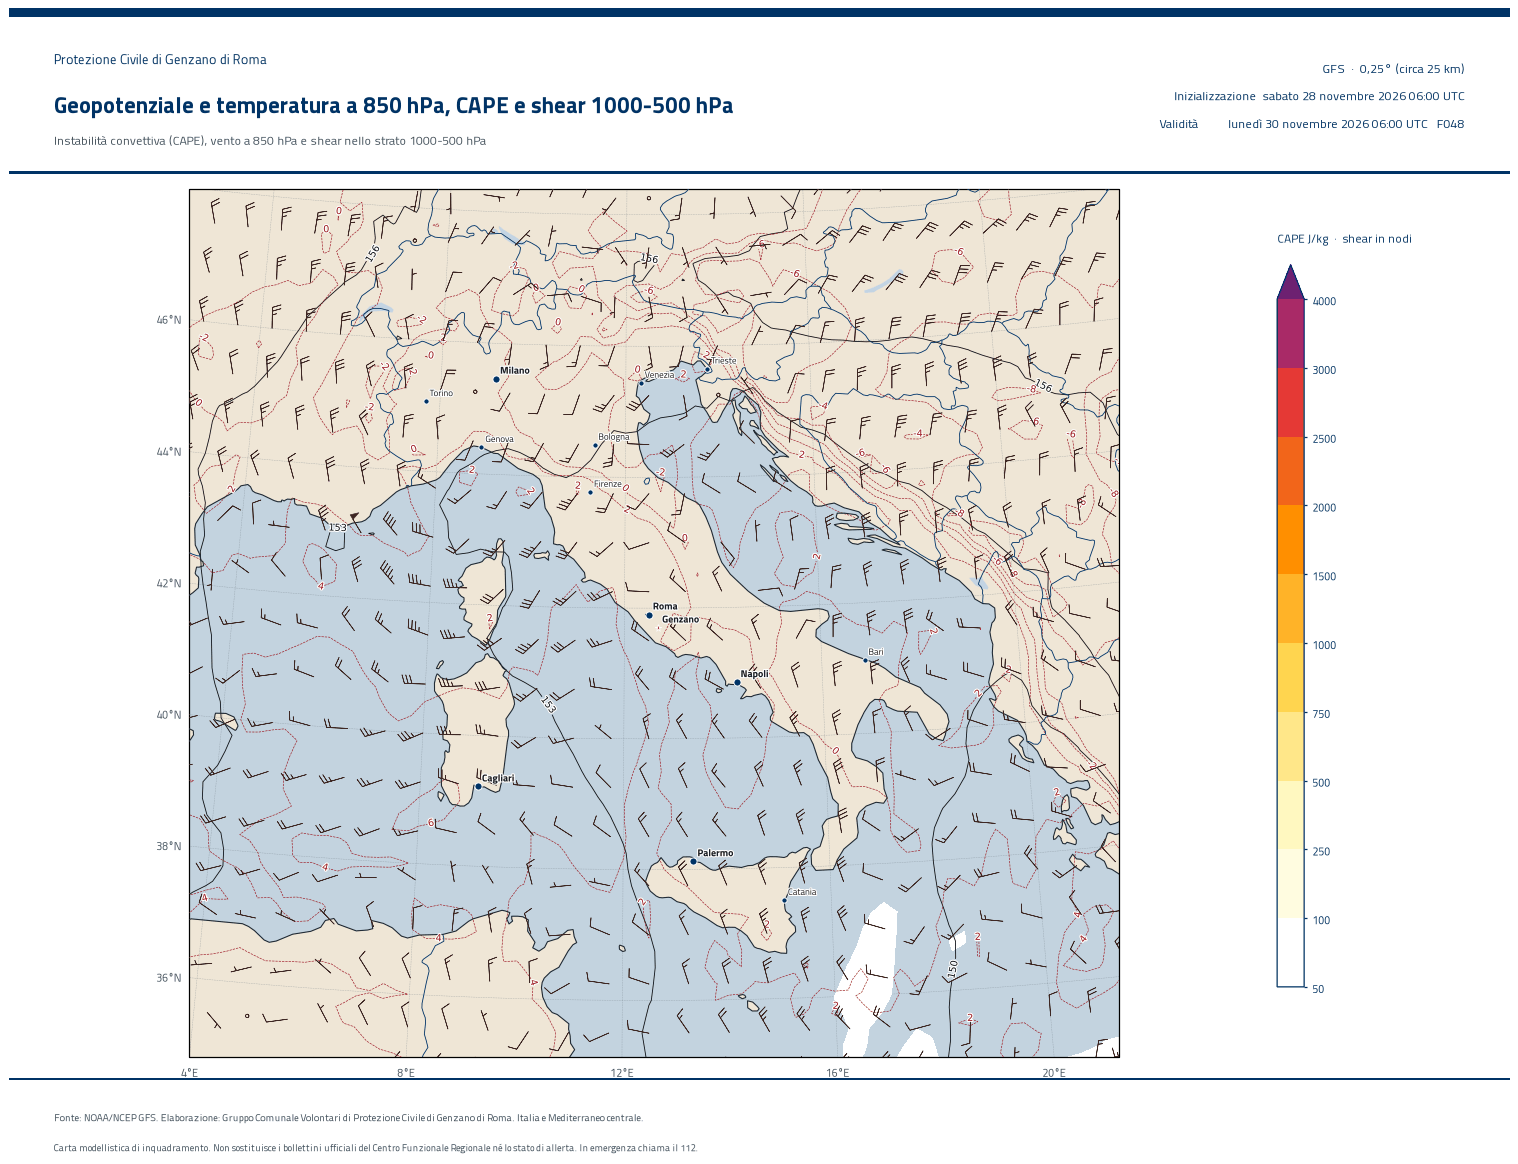 Protezione Civile di Genzano di Roma
Geopotenziale e temperatura a 850 hPa, CAPE e shear 1000-500 hPa
Instabilità convettiva (CAPE), vento a 850 hPa e shear nello strato 1000-500 hPa
GFS · 0,25° (circa 25 km)
Inizializzazione sabato 28 novembre 2026 06:00 UTC
Validità lunedì 30 novembre 2026 06:00 UTC F048
CAPE J/kg · shear in nodi
4000
3000
2500
2000
1500
1000
750
500
250
100
50
46°N
44°N
42°N
40°N
38°N
36°N
4°E
8°E
12°E
16°E
20°E
156
156
156
153
153
150
Milano
Torino
Venezia
Trieste
Genova
Bologna
Firenze
Roma
Genzano
Napoli
Bari
Cagliari
Palermo
Catania
Fonte: NOAA/NCEP GFS. Elaborazione: Gruppo Comunale Volontari di Protezione Civile di Genzano di Roma. Italia e Mediterraneo centrale.
Carta modellistica di inquadramento. Non sostituisce i bollettini ufficiali del Centro Funzionale Regionale né lo stato di allerta. In emergenza chiama il 112.